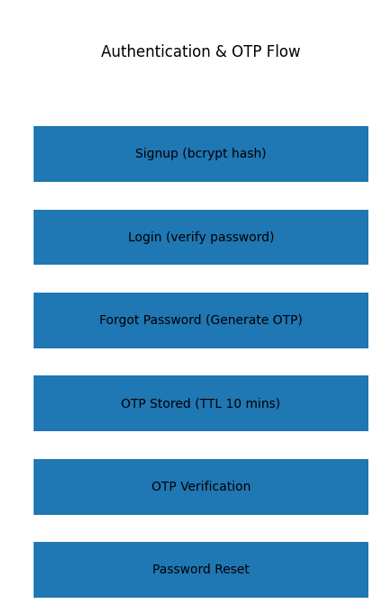 Authentication & OTP Flow
Signup (bcrypt hash)
Login (verify password)
Forgot Password (Generate OTP)
OTP Stored (TTL 10 mins)
OTP Verification
Password Reset